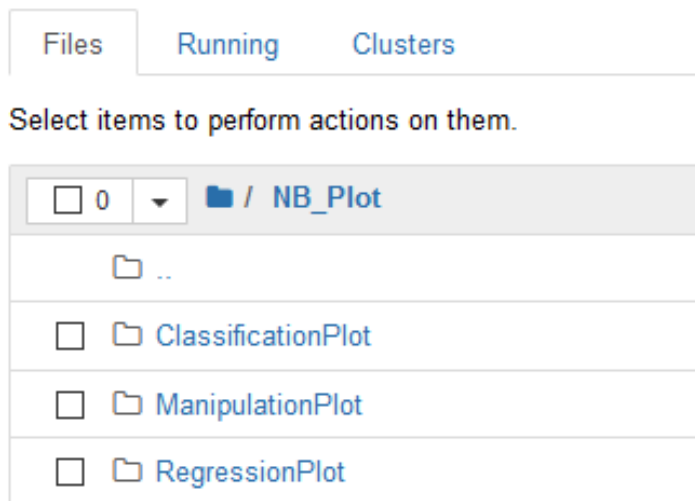 Files Running Clusters
Select items to perform actions on them.
0 / NB_Plot
..
ClassificationPlot
ManipulationPlot
RegressionPlot